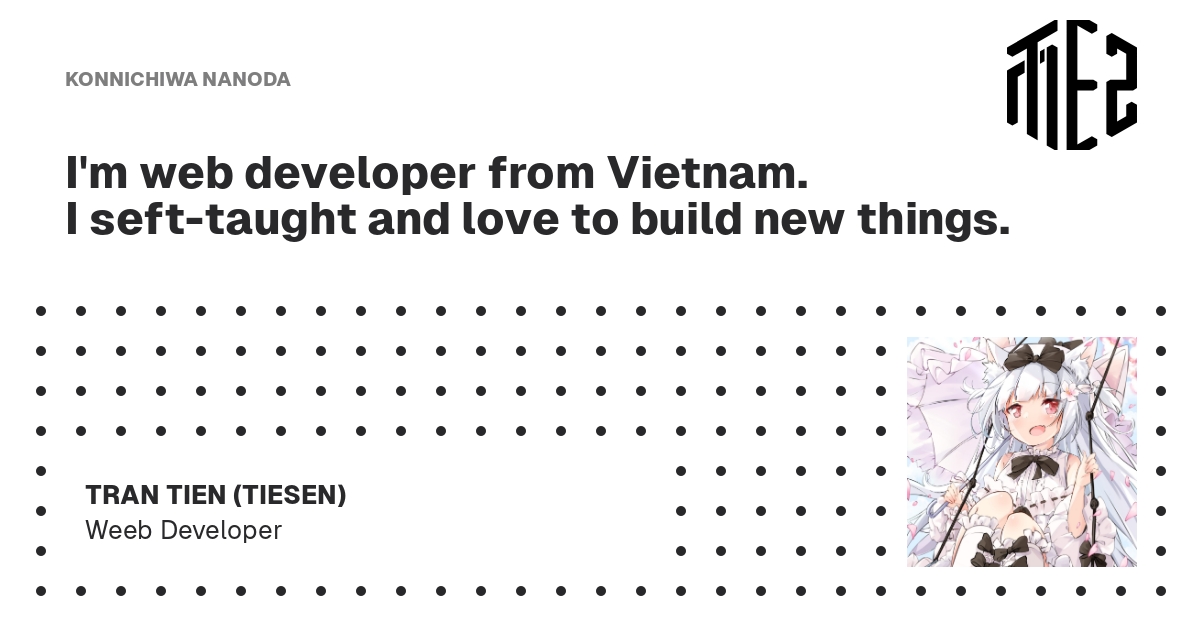 KONNICHIWA NANODA
TIES
I'm web developer from Vietnam.
I seft-taught and love to build new things.
TRAN TIEN (TIESEN)
Weeb Developer